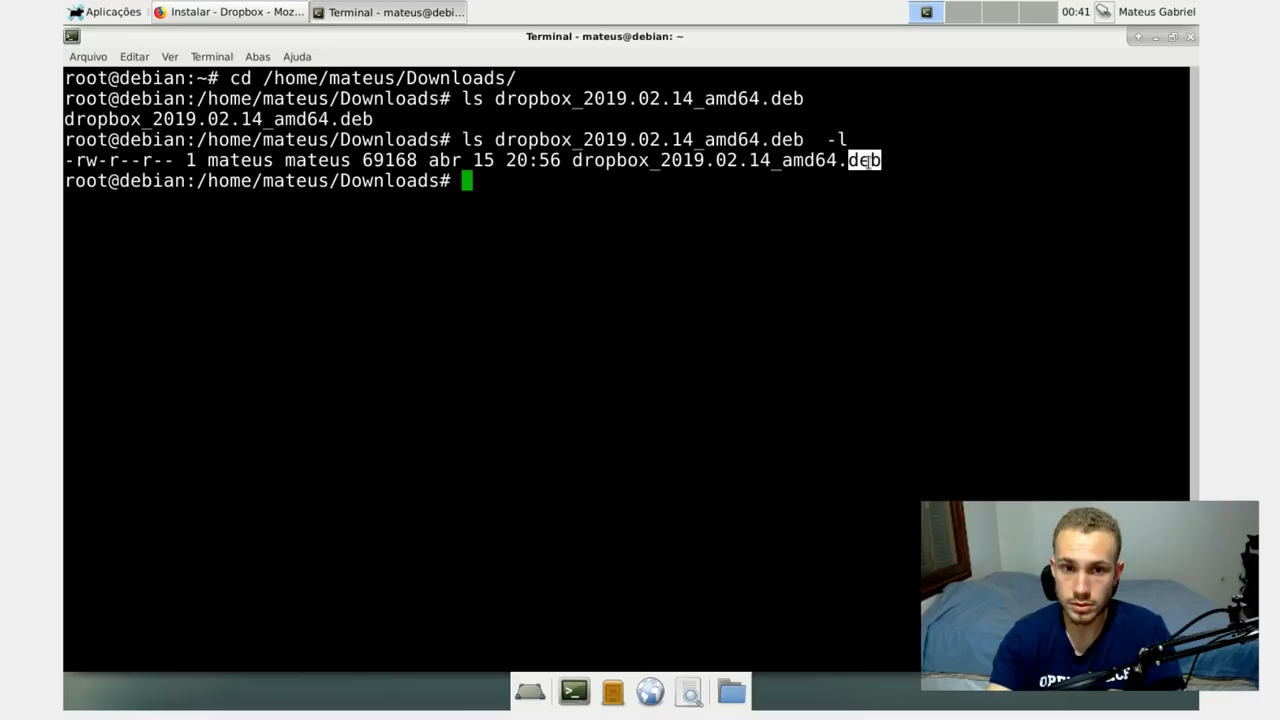 Aplicações
Instalar - Dropbox - Moz...
Terminal - mateus@debi...
00:41
Mateus Gabriel
Terminal - mateus@debian: ~
Arquivo Editar Ver Terminal Abas Ajuda
root@debian:~# cd /home/mateus/Downloads/
root@debian:/home/mateus/Downloads# ls dropbox_2019.02.14_amd64.deb
dropbox_2019.02.14_amd64.deb
root@debian:/home/mateus/Downloads# ls dropbox_2019.02.14_amd64.deb  -l
-rw-r--r-- 1 mateus mateus 69168 abr 15 20:56 dropbox_2019.02.14_amd64.deb
root@debian:/home/mateus/Downloads#